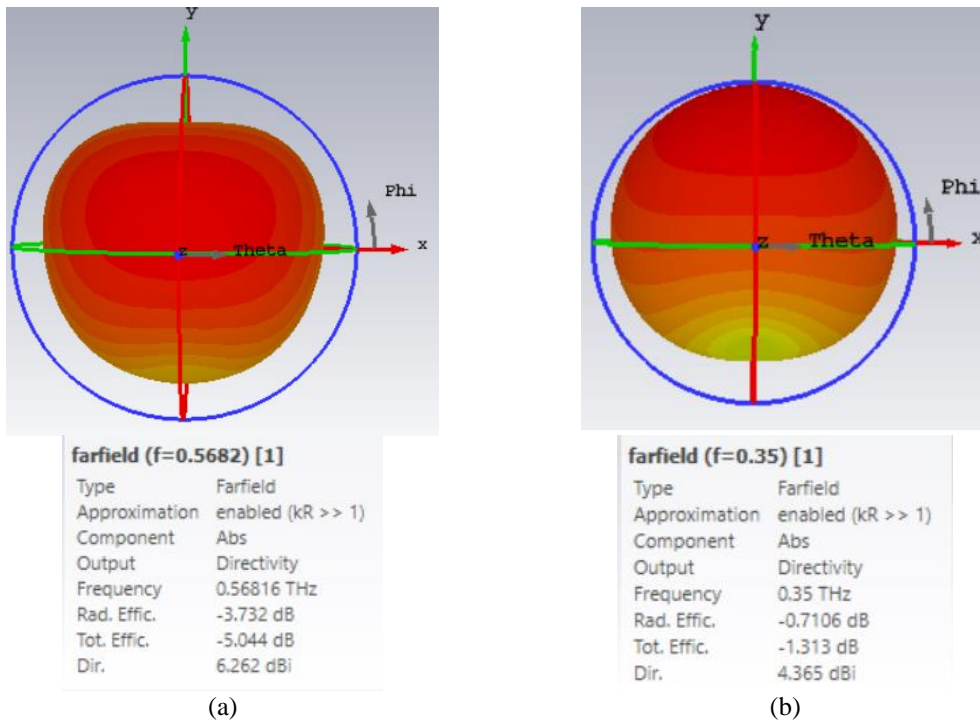 y
Phi
x
z
Theta
y
Phi
x
z
Theta
farfield (f=0.5682) [1]
Type Farfield
Approximation enabled (kR >> 1)
Component Abs
Output Directivity
Frequency 0.56816 THz
Rad. Effic. -3.732 dB
Tot. Effic. -5.044 dB
Dir. 6.262 dBi
(a)
farfield (f=0.35) [1]
Type Farfield
Approximation enabled (kR >> 1)
Component Abs
Output Directivity
Frequency 0.35 THz
Rad. Effic. -0.7106 dB
Tot. Effic. -1.313 dB
Dir. 4.365 dBi
(b)